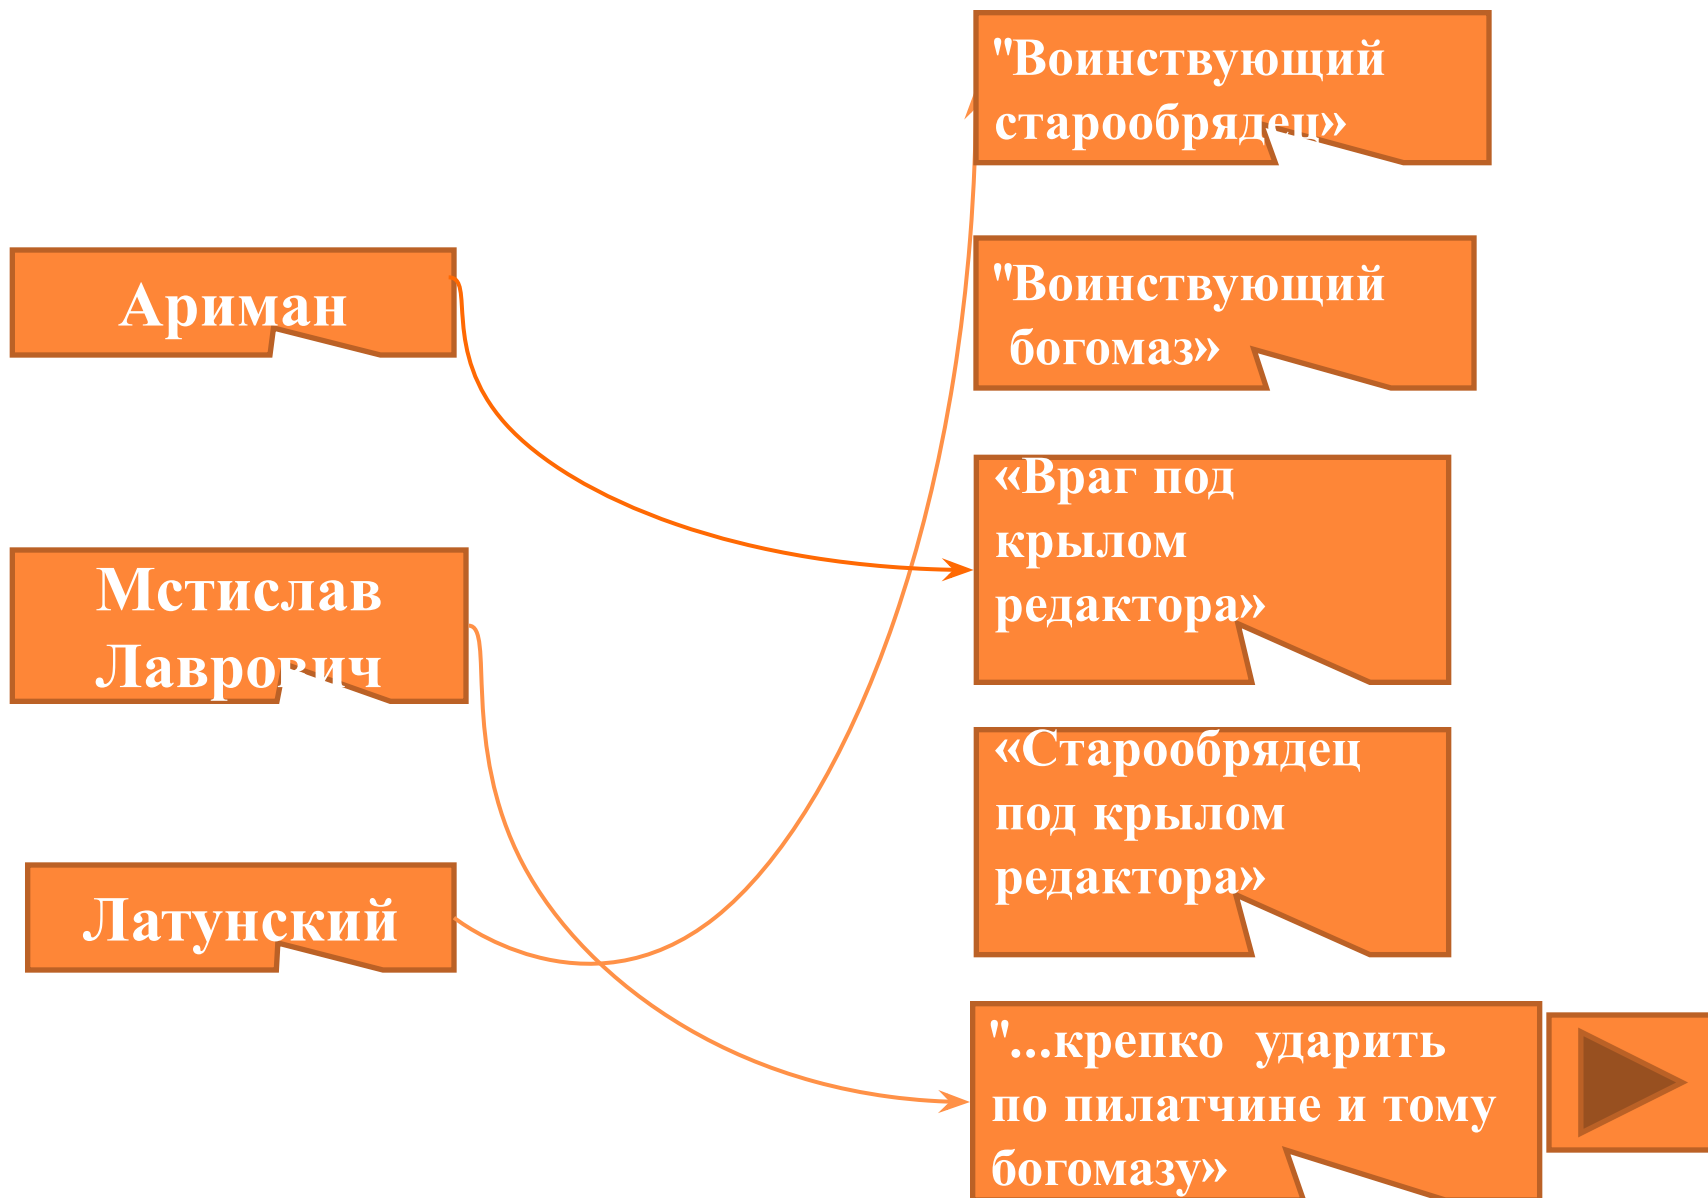 Ариман
Мстислав
Лаврович
Латунский
"Воинствующий
старообрядец»
"Воинствующий
богомаз»
«Враг под
крылом
редактора»
«Старообрядец
под крылом
редактора»
"...крепко  ударить
по пилатчине и тому
богомазу»